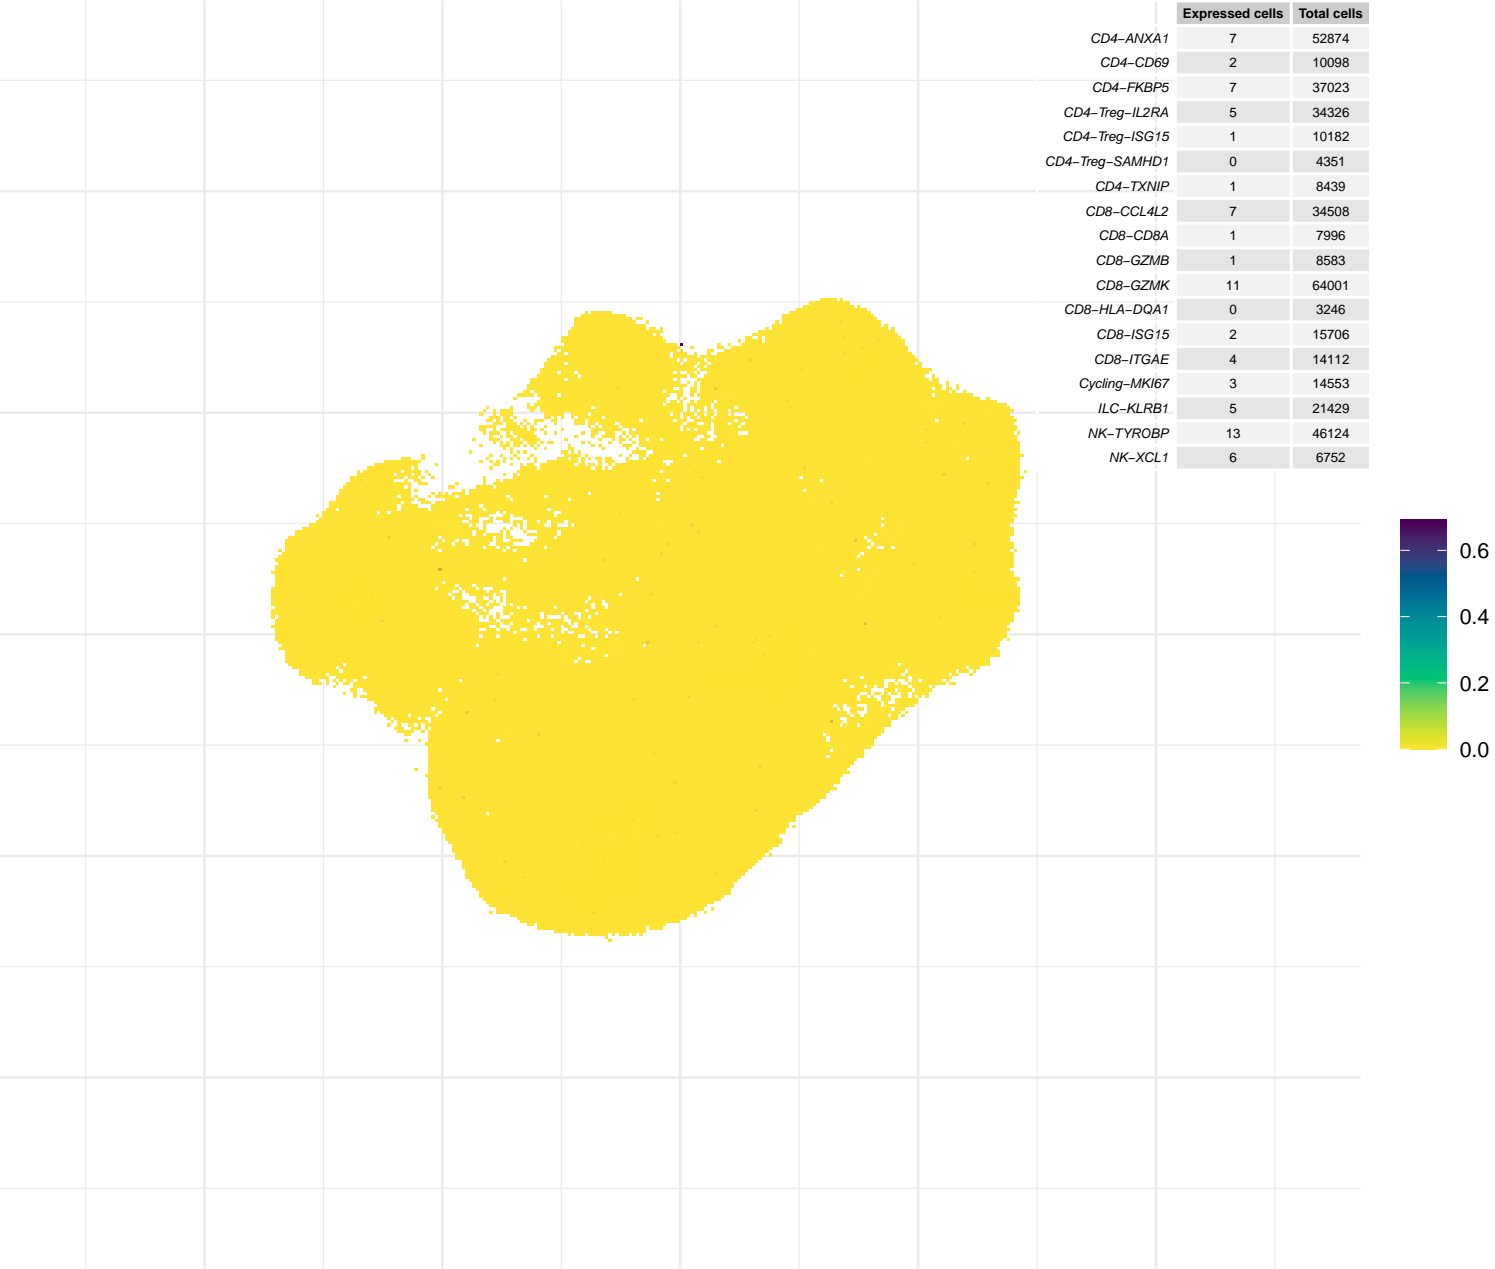 Expressed cells Total cells
CD4−ANXA1 7 52874
CD4−CD69 2 10098
CD4−FKBP5 7 37023
CD4−Treg−IL2RA 5 34326
CD4−Treg−ISG15 1 10182
CD4−Treg−SAMHD1 0 4351
CD4−TXNIP 1 8439
CD8−CCL4L2 7 34508
CD8−CD8A 1 7996
CD8−GZMB 1 8583
CD8−GZMK 11 64001
CD8−HLA−DQA1 0 3246
CD8−ISG15 2 15706
CD8−ITGAE 4 14112
Cycling−MKI67 3 14553
ILC−KLRB1 5 21429
NK−TYROBP 13 46124
NK−XCL1 6 6752
0.6
0.4
0.2
0.0